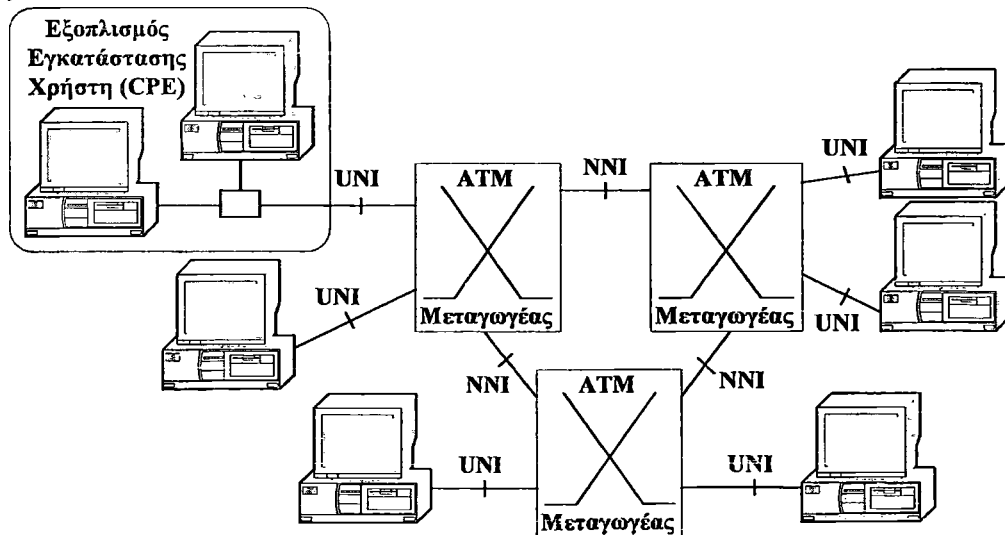 Εξοπλισμός
Εγκατάστασης
Χρήστη (CPE)
UNI
ATM
NNI
ATM
UNI
UNI
Μεταγωγέας
Μεταγωγέας
UNI
NNI
ATM
NNI
UNI
UNI
Μεταγωγέας